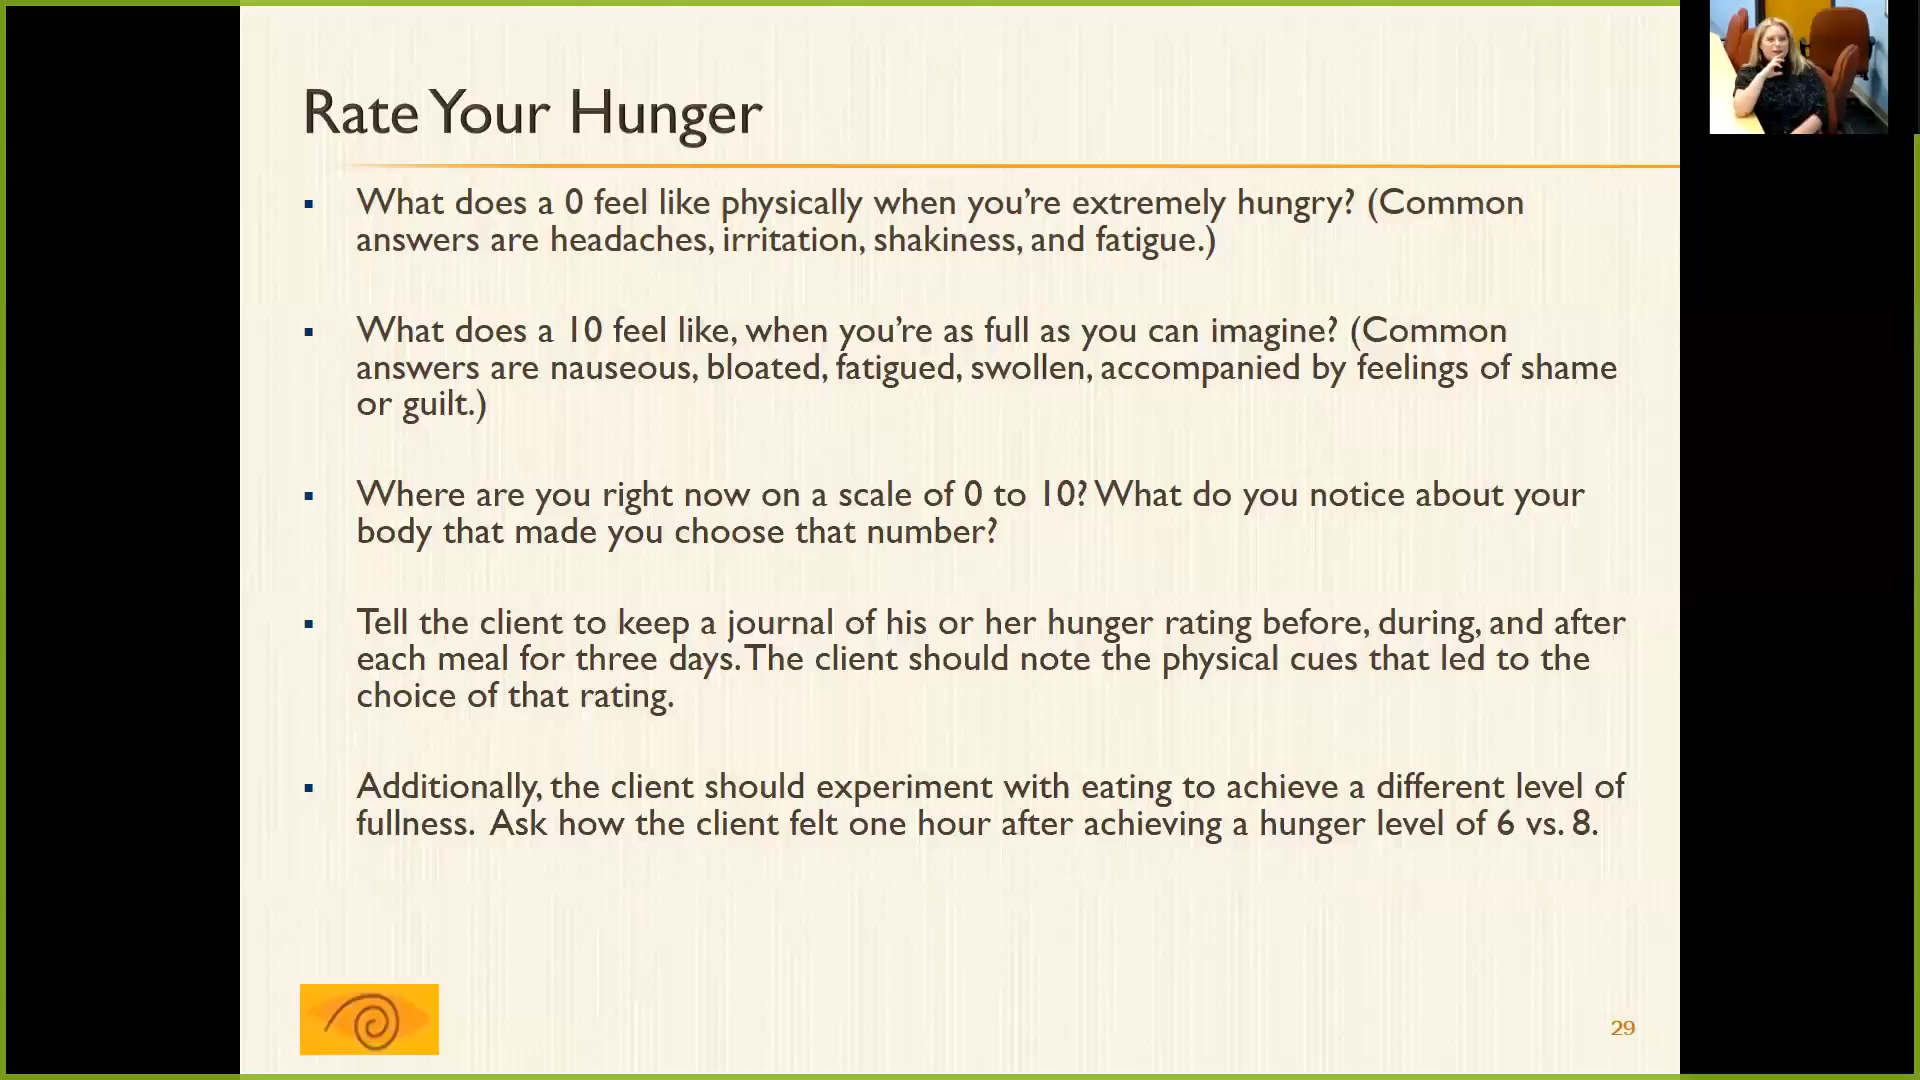 Rate Your Hunger
▪ What does a 0 feel like physically when you’re extremely hungry? (Common
answers are headaches, irritation, shakiness, and fatigue.)
▪ What does a 10 feel like, when you’re as full as you can imagine? (Common
answers are nauseous, bloated, fatigued, swollen, accompanied by feelings of shame
or guilt.)
▪ Where are you right now on a scale of 0 to 10? What do you notice about your
body that made you choose that number?
▪ Tell the client to keep a journal of his or her hunger rating before, during, and after
each meal for three days. The client should note the physical cues that led to the
choice of that rating.
▪ Additionally, the client should experiment with eating to achieve a different level of
fullness. Ask how the client felt one hour after achieving a hunger level of 6 vs. 8.
29